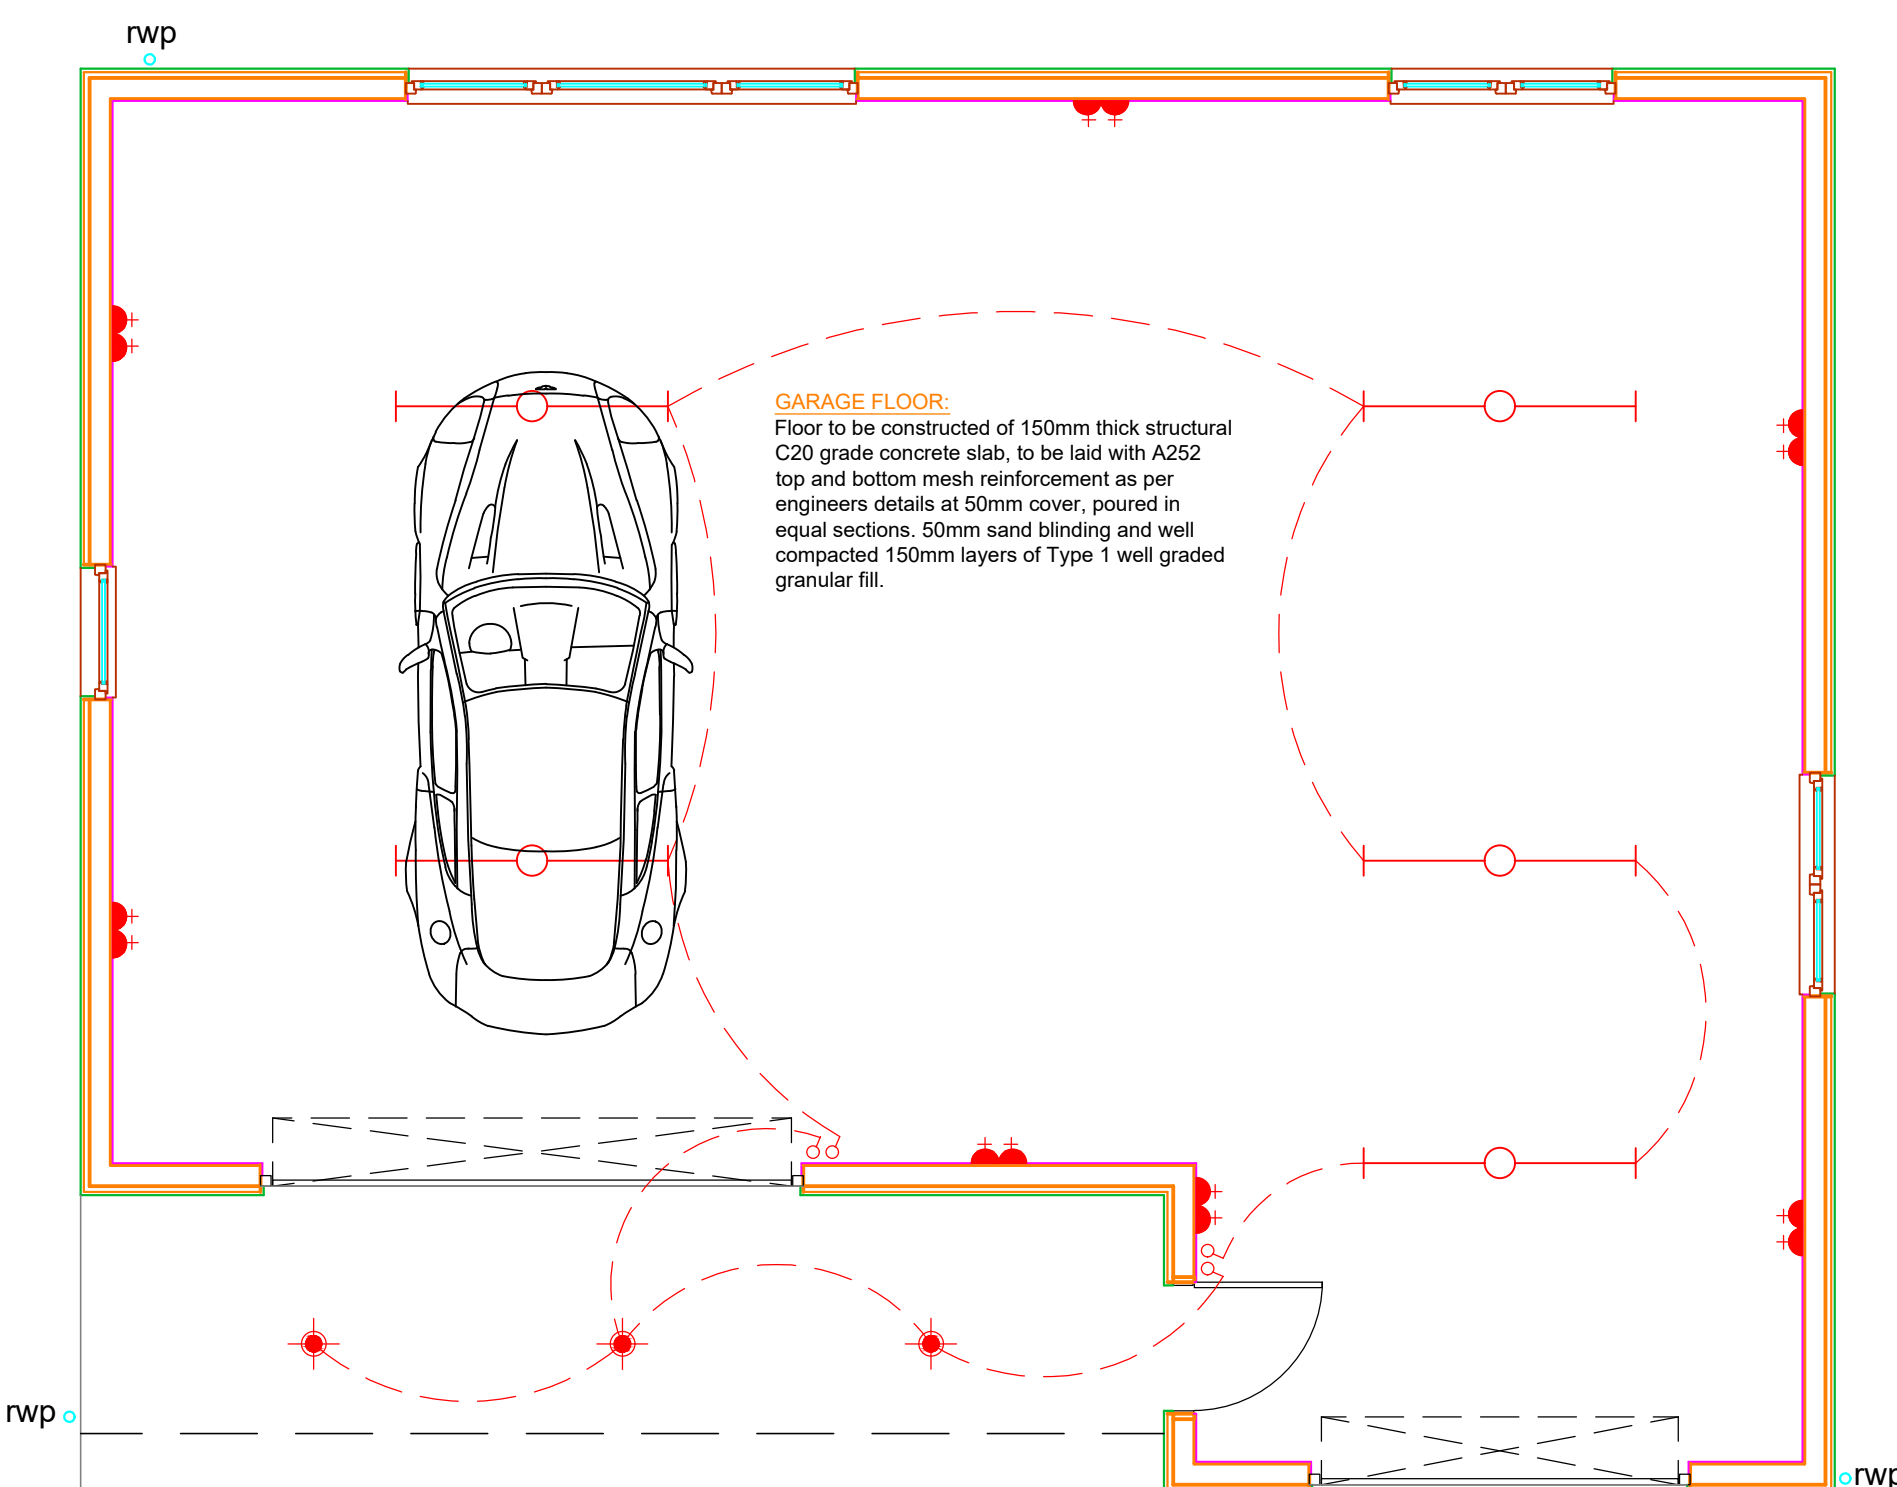 rwp
GARAGE FLOOR:
Floor to be constructed of 150mm thick structural
C20 grade concrete slab, to be laid with A252
top and bottom mesh reinforcement as per
engineers details at 50mm cover, poured in
equal sections. 50mm sand blinding and well
compacted 150mm layers of Type 1 well graded
granular fill.
rwp
rwp